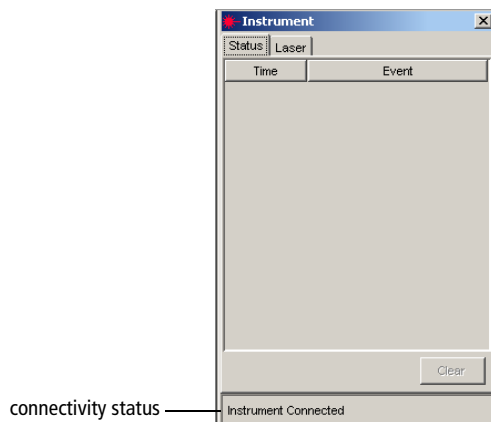 Instrument
Status Laser
Time Event
Clear
connectivity status
Instrument Connected